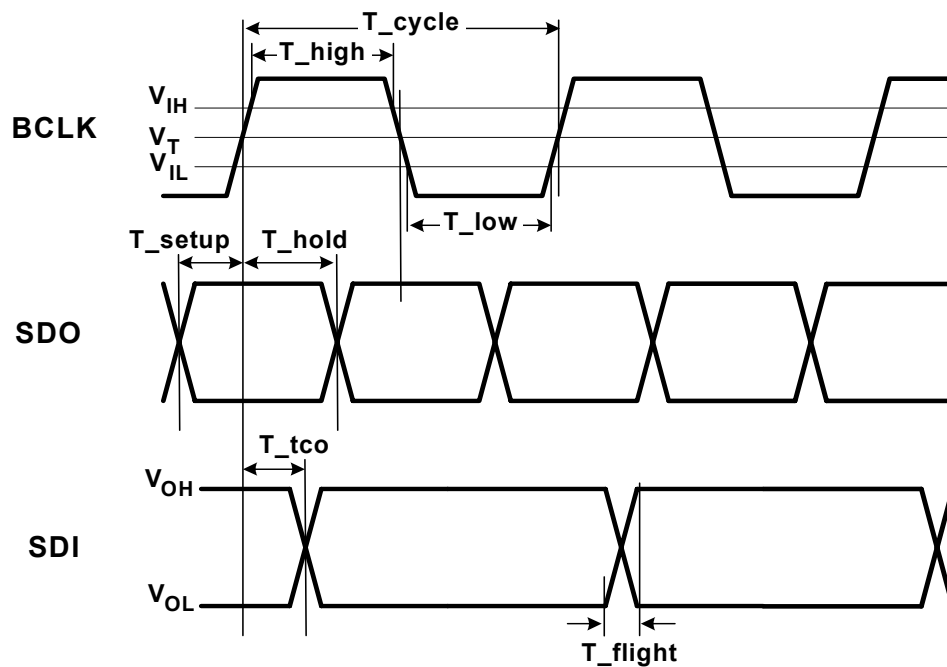 T_cycle
T_high
BCLK
VIH
VT
VIL
T_low
T_setup
T_hold
SDO
T_tco
VOH
SDI
VOL
T_flight